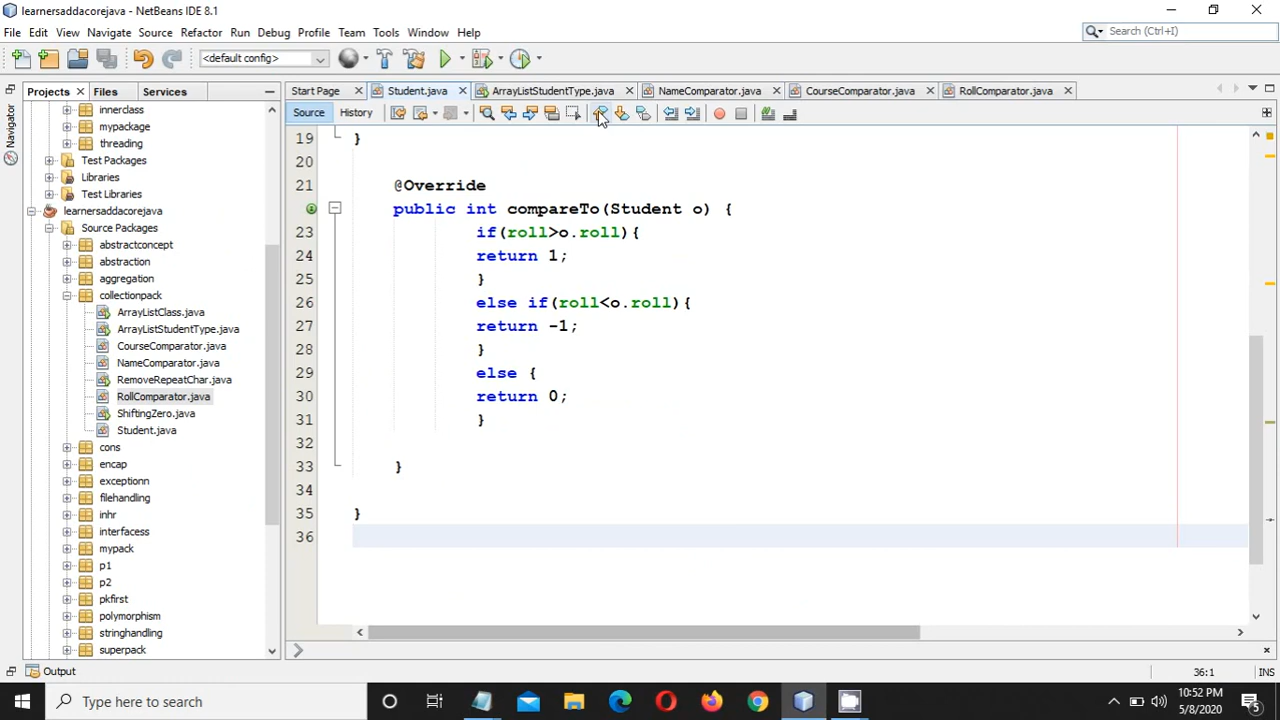 learnersaddacorejava - NetBeans IDE 8.1
File Edit View Navigate Source Refactor Run Debug Profile Team Tools Window Help
Search (Ctrl+I)
<default config>
Projects Files Services
Start Page Student.java ArrayListStudentType.java NameComparator.java CourseComparator.java RollComparator.java
Source History
Navigator
innerclass
mypackage
threading
Test Packages
Libraries
Test Libraries
learnersaddacorejava
Source Packages
abstractconcept
abstraction
aggregation
collectionpack
ArrayListClass.java
ArrayListStudentType.java
CourseComparator.java
NameComparator.java
RemoveRepeatChar.java
RollComparator.java
ShiftingZero.java
Student.java
cons
encap
exceptionn
filehandling
inhr
interfacess
mypack
p1
p2
pkfirst
polymorphism
stringhandling
superpack
19 }
20
21 @Override
public int compareTo(Student o) {
23 if(roll>o.roll){
24 return 1;
25 }
26 else if(roll<o.roll){
27 return -1;
28 }
29 else {
30 return 0;
31 }
32
33 }
34
35 }
36
Output
36:1 INS
Type here to search
10:52 PM
5/8/2020
5